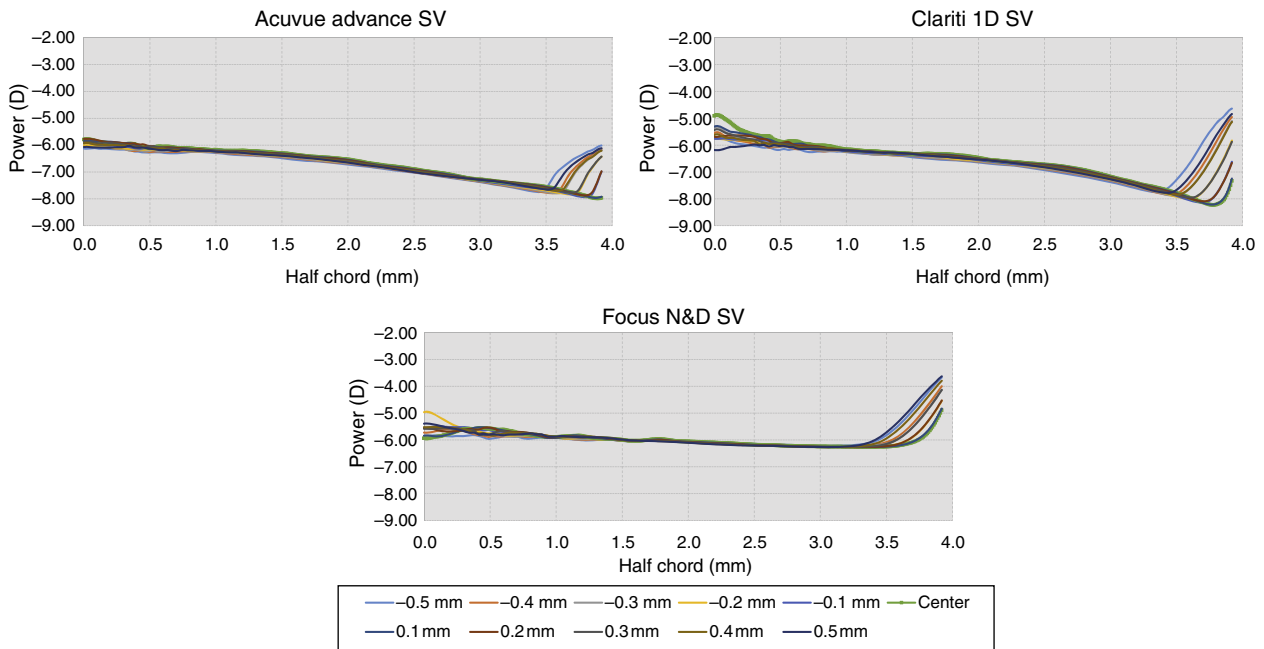 Acuvue advance SV
Power (D)
–2.00
–3.00
–4.00
–5.00
–6.00
–7.00
–8.00
–9.00
0.0 0.5 1.0 1.5 2.0 2.5 3.0 3.5 4.0
Half chord (mm)
Clariti 1D SV
Power (D)
–2.00
–3.00
–4.00
–5.00
–6.00
–7.00
–8.00
–9.00
0.0 0.5 1.0 1.5 2.0 2.5 3.0 3.5 4.0
Half chord (mm)
Focus N&D SV
Power (D)
–2.00
–3.00
–4.00
–5.00
–6.00
–7.00
–8.00
–9.00
0.0 0.5 1.0 1.5 2.0 2.5 3.0 3.5 4.0
Half chord (mm)
–0.5 mm –0.4 mm –0.3 mm –0.2 mm –0.1 mm Center
0.1 mm 0.2 mm 0.3 mm 0.4 mm 0.5 mm